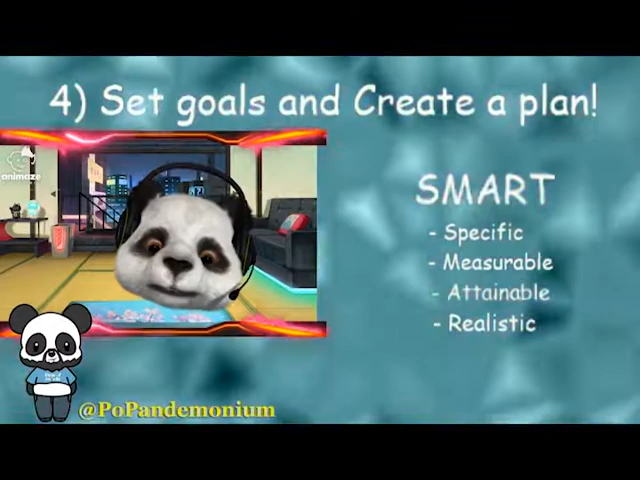 4) Set goals and Create a plan!
animaze
SMART
- Specific
- Measurable
- Attainable
- Realistic
@PoPandemonium